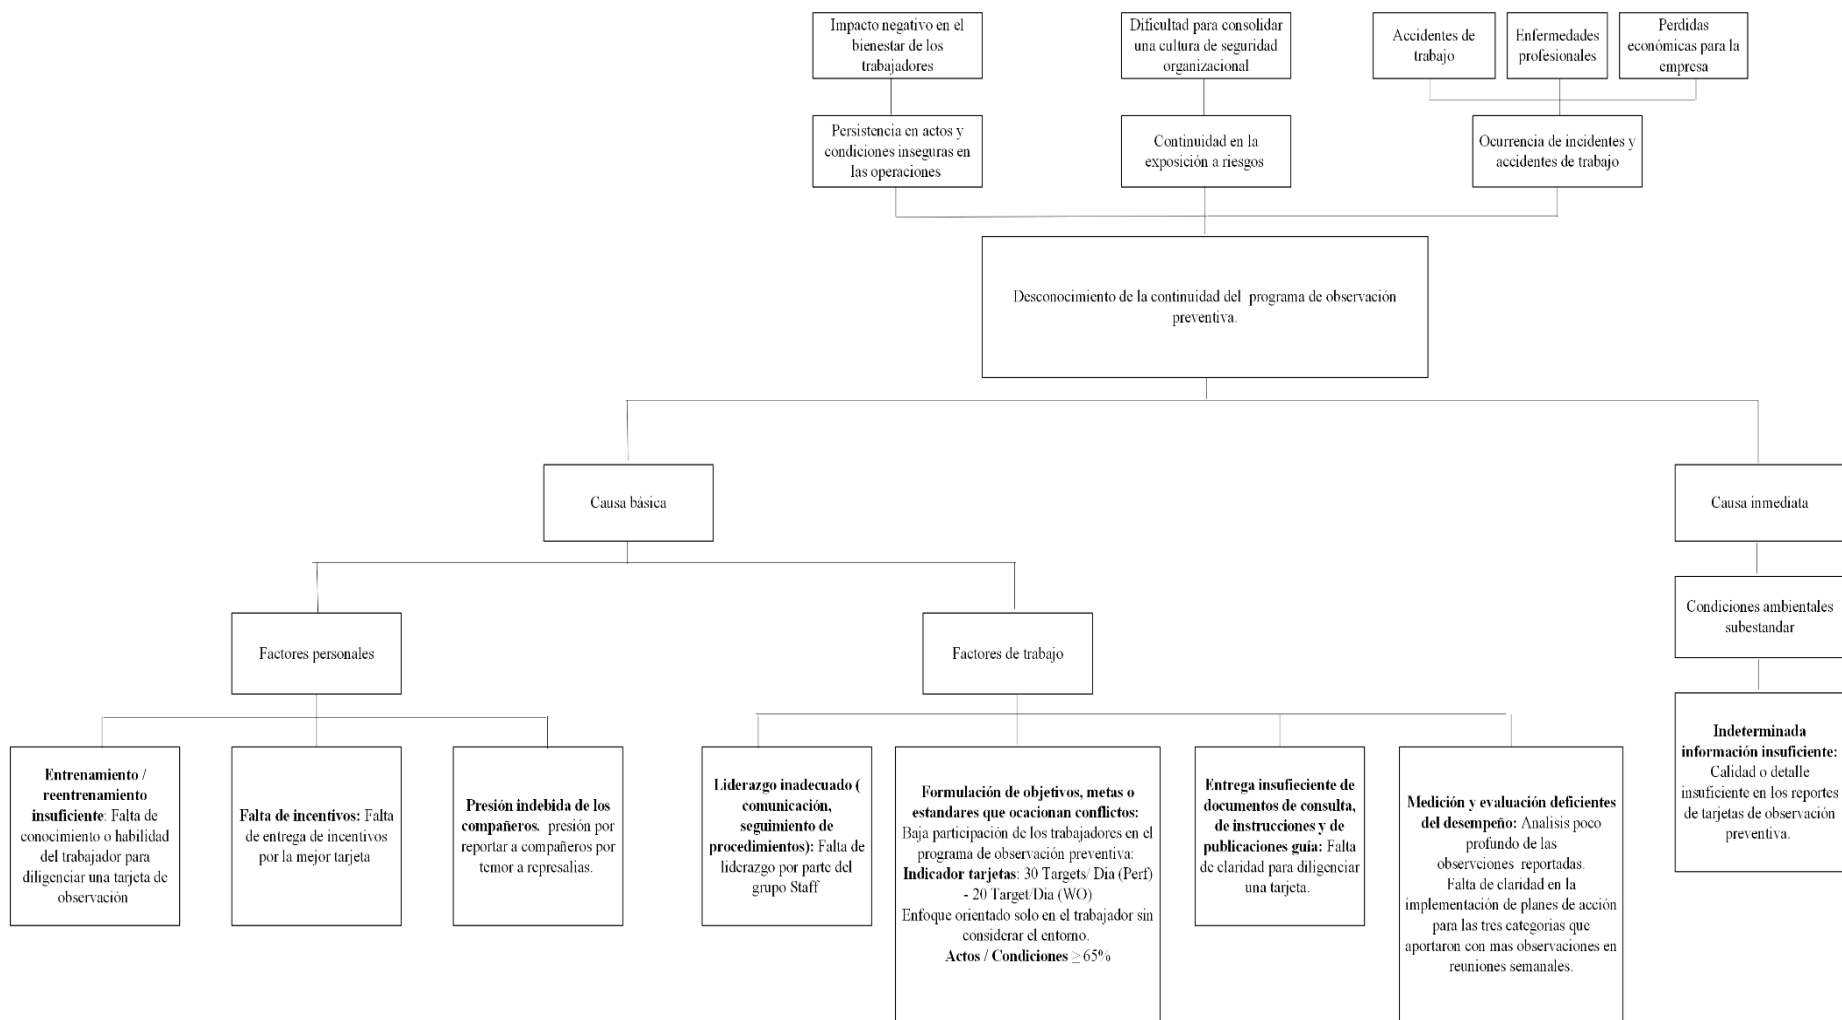 Impacto negativo en el
bienestar de los
trabajadores
Dificultad para consolidar
una cultura de seguridad
organizacional
Accidentes de
trabajo
Enfermedades
profesionales
Perdidas
económicas para la
empresa
Persistencia en actos y
condiciones inseguras en
las operaciones
Continuidad en la
exposición a riesgos
Ocurrencia de incidentes y
accidentes de trabajo
Desconocimiento de la continuidad del programa de observación
preventiva.
Causa básica
Causa inmediata
Factores personales
Factores de trabajo
Condiciones ambientales
subestandar
Entrenamiento /
reentrenamiento
insuficiente: Falta de
conocimiento o habilidad
del trabajador para
diligenciar una tarjeta de
observación
Falta de incentivos: Falta
de entrega de incentivos
por la mejor tarjeta
Presión indebida de los
compañeros. presión por
reportar a compañeros por
temor a represalias.
Liderazgo inadecuado (
comunicación,
seguimiento de
procedimientos): Falta de
liderazgo por parte del
grupo Staff
Formulación de objetivos, metas o
estandares que ocacionan conflictos:
Baja participación de los trabajadores en el
programa de observación preventiva:
Indicador tarjetas: 30 Targets/ Dia (Perf)
- 20 Target/Dia (WO)
Enfoque orientado solo en el trabajador sin
considerar el entorno.
Actos / Condiciones ≥ 65%
Entrega insufieciente de
documentos de consulta,
de instrucciones y de
publicaciones guía: Falta
de claridad para diligenciar
una tarjeta.
Medición y evaluación deficientes
del desempeño: Analisis poco
profundo de las
observciones reportadas.
Falta de claridad en la
implementación de planes de acción
para las tres categorias que
aportaron con mas observaciones en
reuniones semanales.
Indeterminada
información insuficiente:
Calidad o detalle
insuficiente en los reportes
de tarjetas de observación
preventiva.